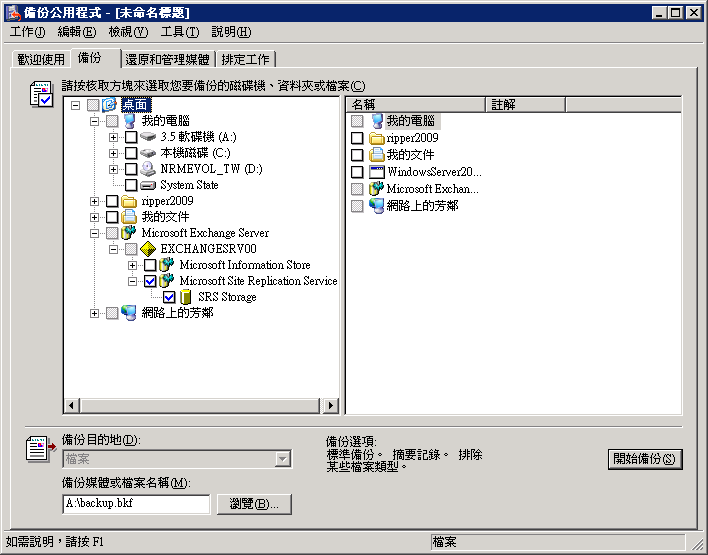 備份公用程式 - [未命名標題]
工作(J) 編輯(E) 檢視(V) 工具(T) 說明(H)
歡迎使用 備份 還原和管理媒體 排定工作
請按核取方塊來選取您要備份的磁碟機、資料夾或檔案(C)
桌面
我的電腦
3.5 軟碟機 (A:)
本機磁碟 (C:)
NRMEVOL_TW (D:)
System State
ripper2009
我的文件
Microsoft Exchange Server
EXCHANGESRV00
Microsoft Information Store
Microsoft Site Replication Service
SRS Storage
網路上的芳鄰
名稱 註解
我的電腦
ripper2009
我的文件
WindowsServer20...
Microsoft Exchan...
網路上的芳鄰
備份目的地(D):
檔案
備份媒體或檔案名稱(M):
A:\backup.bkf 瀏覽(B)...
備份選項:
標準備份。 摘要記錄。 排除
某些檔案類型。
開始備份(S)
如需說明，請按 F1 檔案